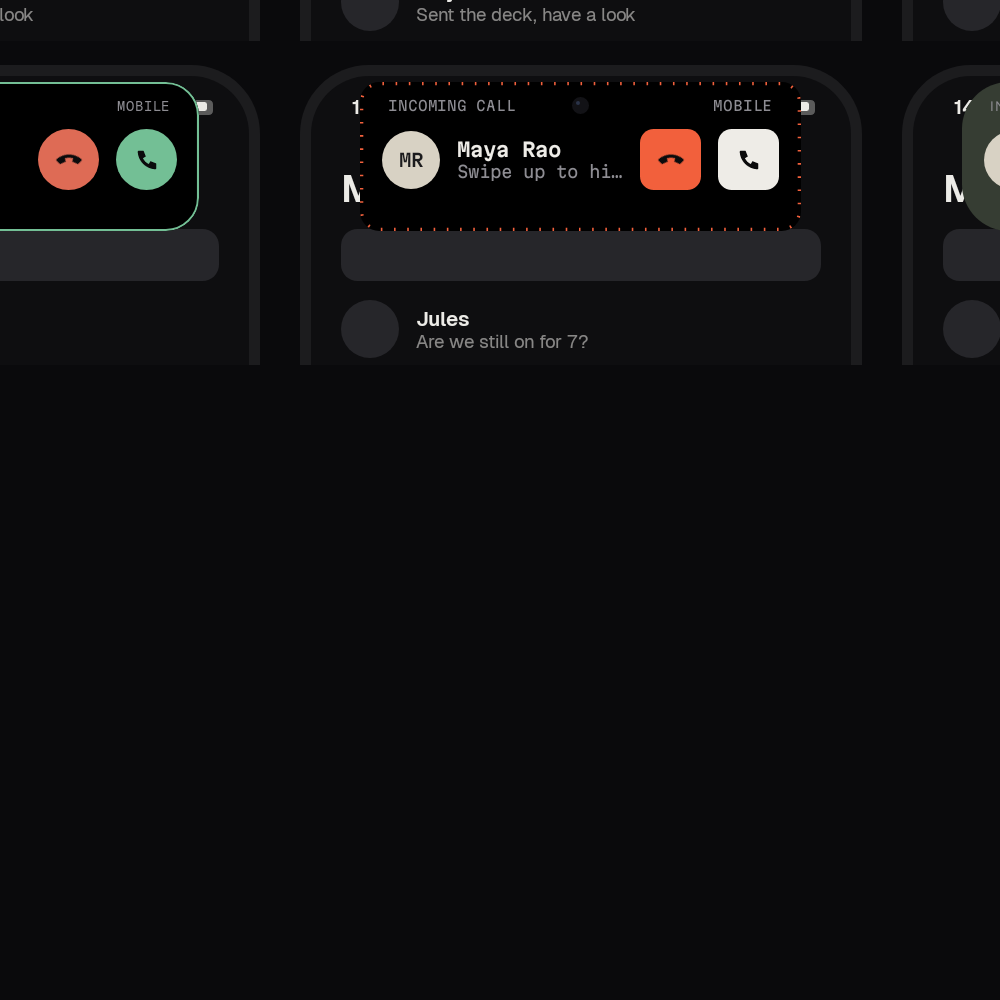 look
Sent the deck, have a look
MOBILE
INCOMING CALL
MOBILE
MR
Maya Rao
Swipe up to hi…
Jules
Are we still on for 7?